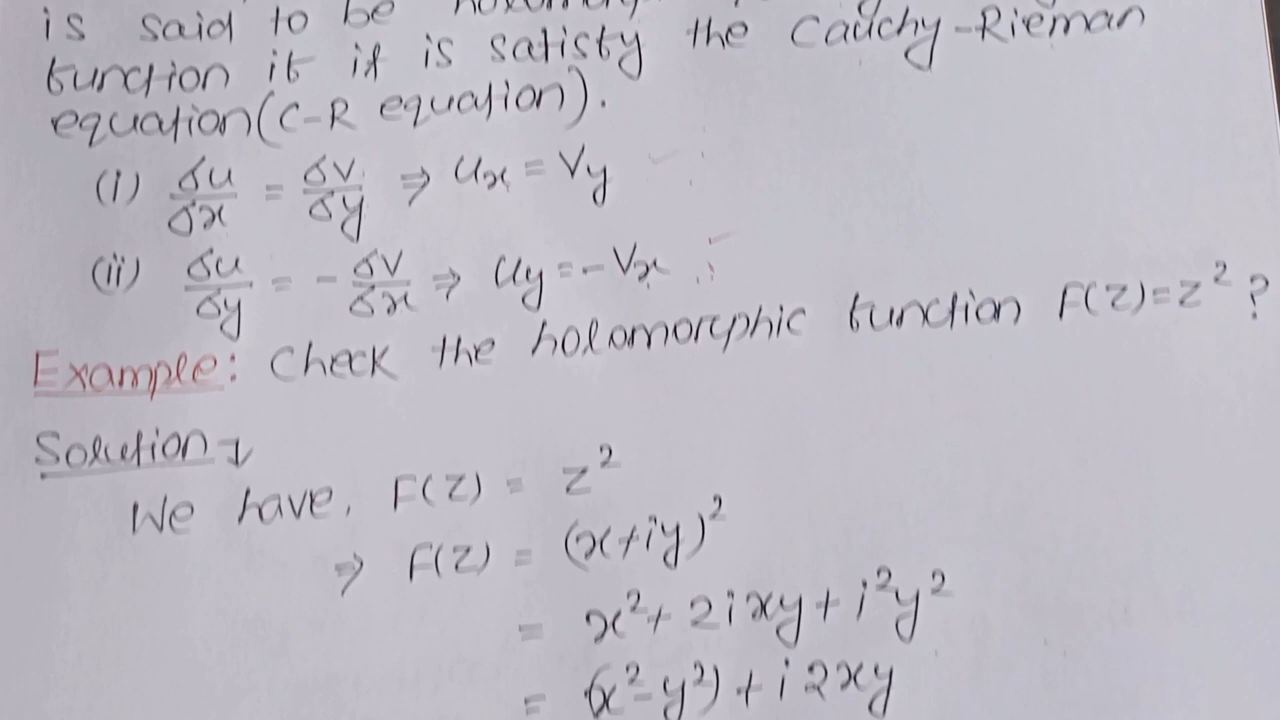 is said to be
function if it is satisfy the Cauchy-Rieman
equation(C-R equation).
(i) δu/δx = δv/δy ⇒ ux = Vy
(ii) δu/δy = - δv/δx ⇒ uy = - Vx
Example: Check the holomorphic function F(Z)=z² ?
Solution
We have, F(Z) = z²
⇒ F(Z) = (x+iy)²
= x²+ 2ixy + i²y²
= (x²-y²) + i2xy